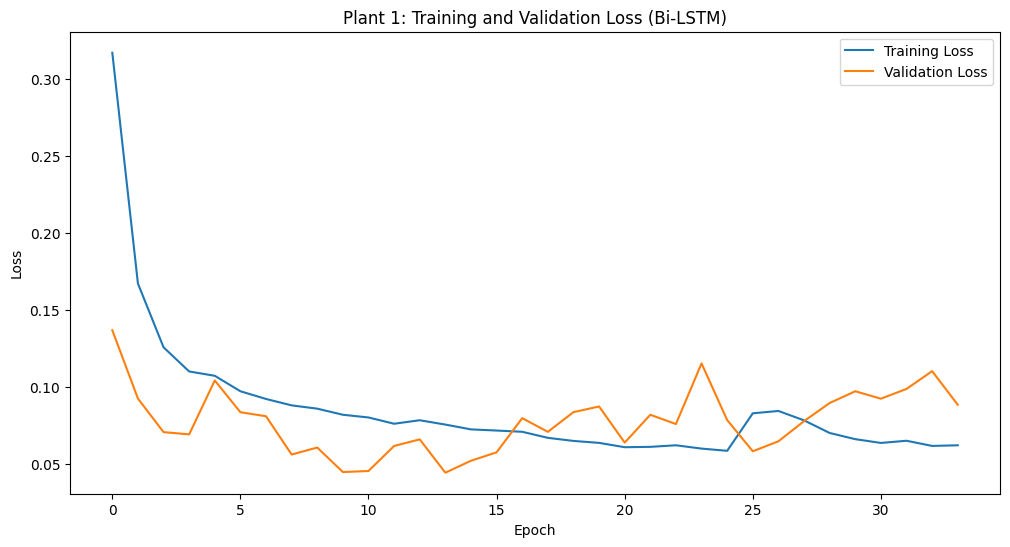 Plant 1: Training and Validation Loss (Bi-LSTM)
Training Loss
Validation Loss
0.30
0.25
0.20
0.15
0.10
0.05
Loss
0 5 10 15 20 25 30
Epoch